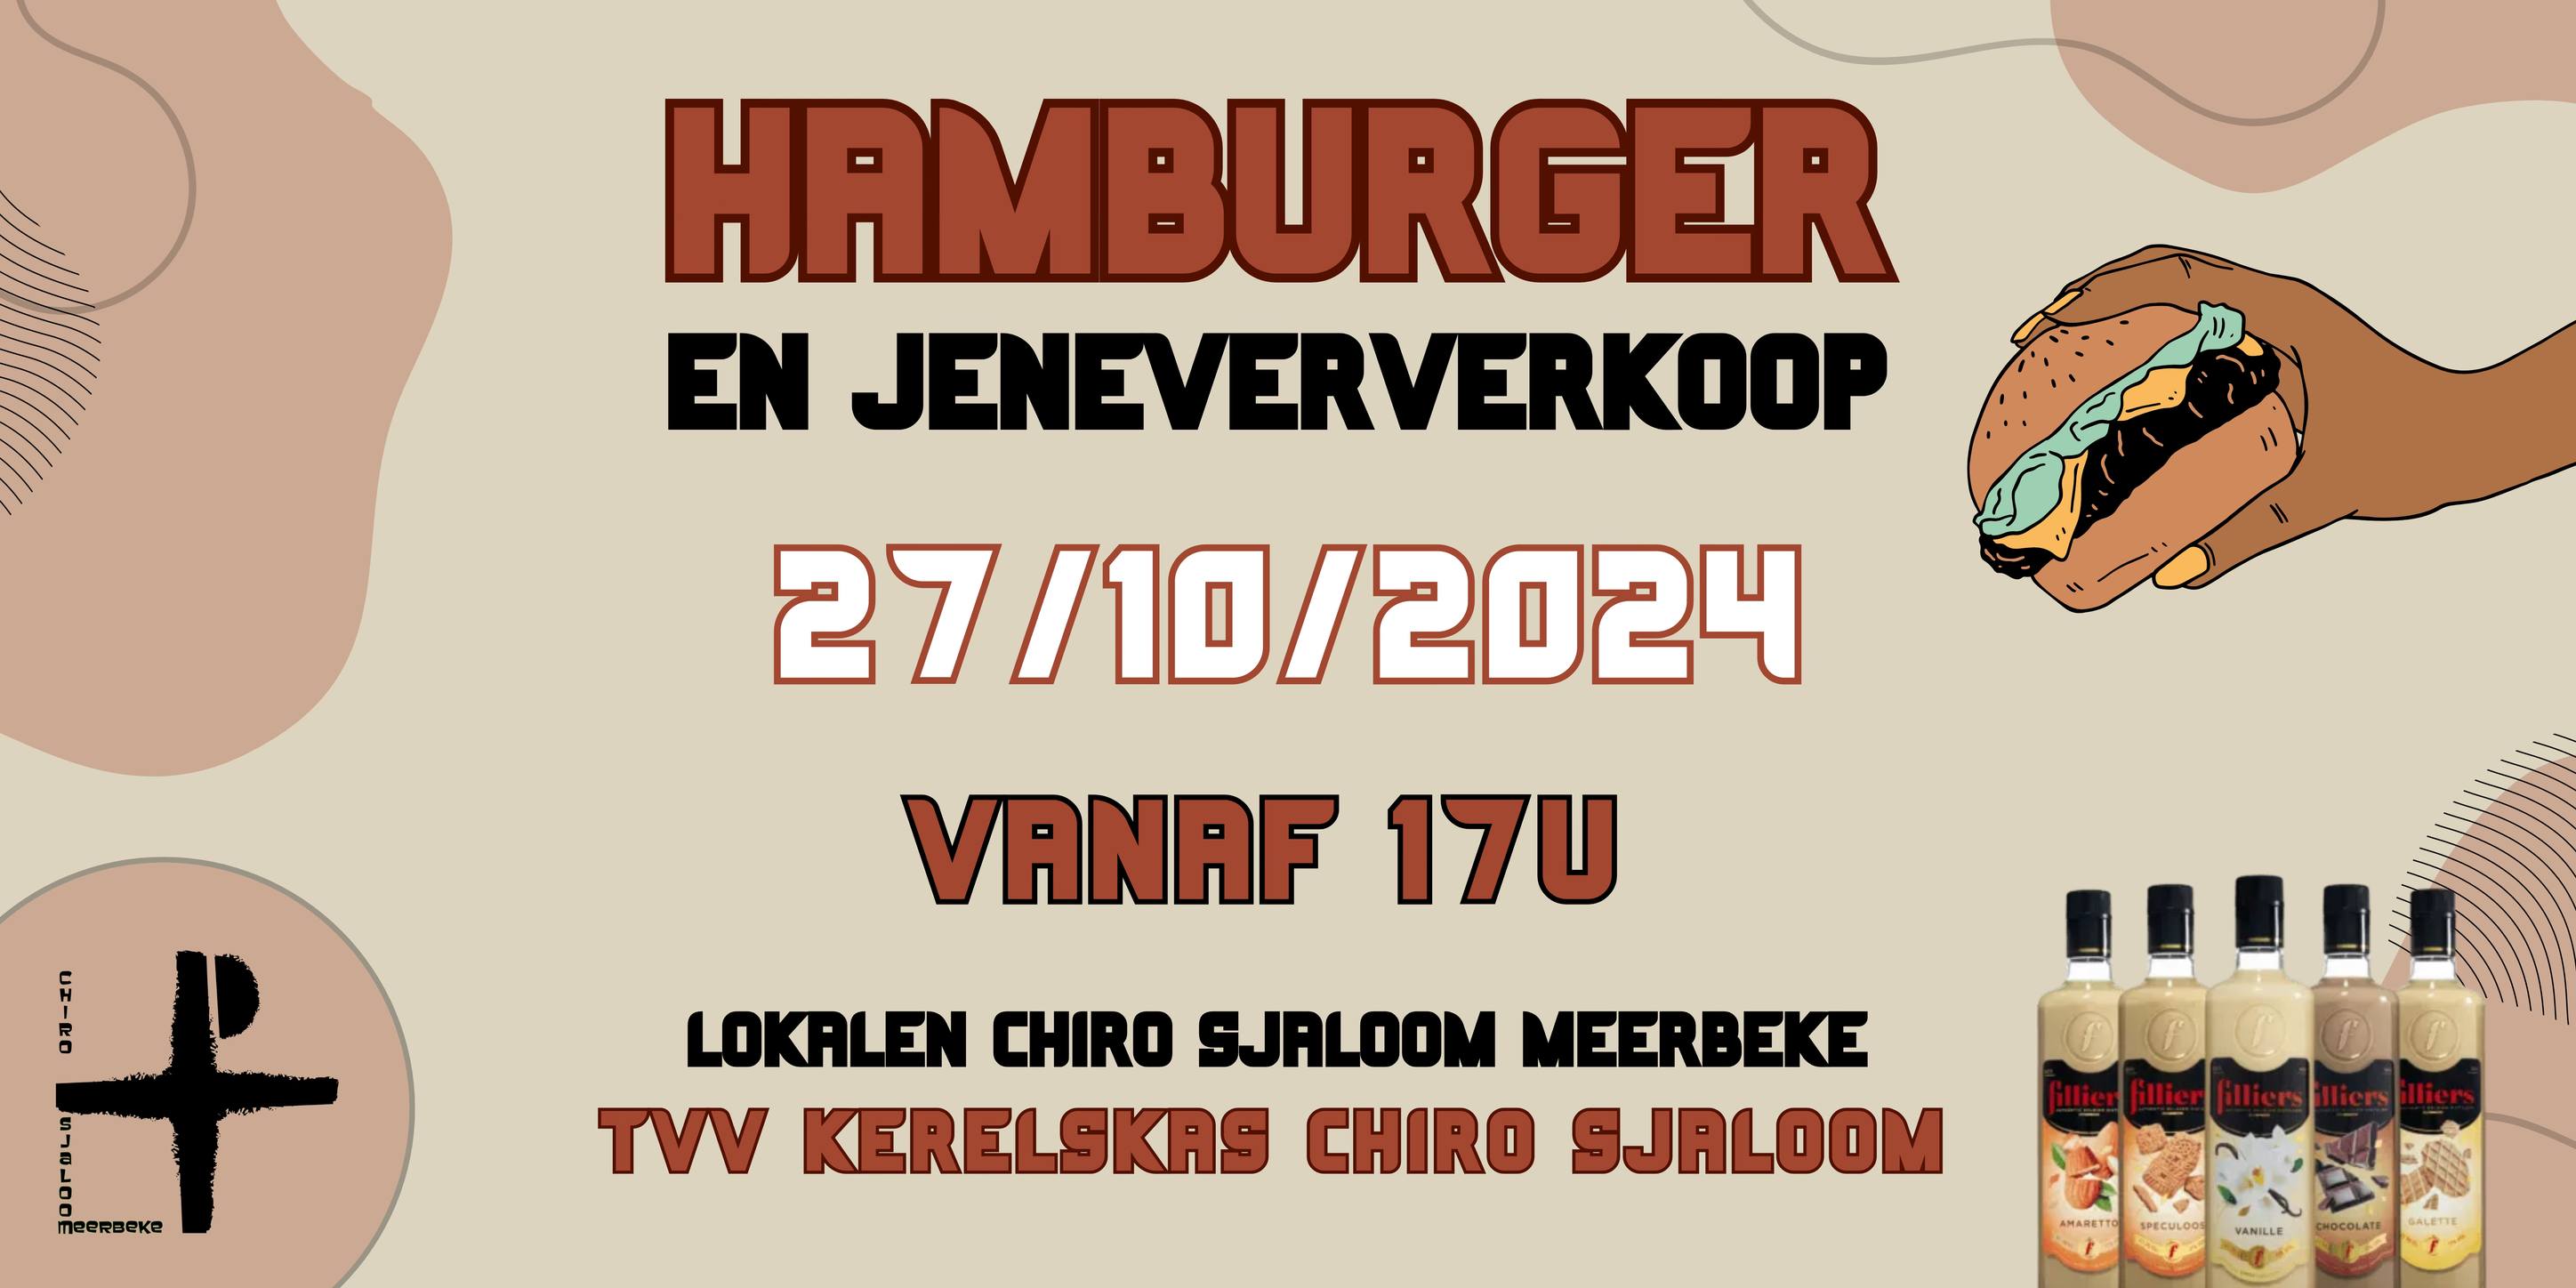 HAMBURGER
EN JENEVERVERKOOP
27/10/2024
VANAF 17U
LOKALEN CHIRO SJALOOM MEERBEKE
TVV KERELSKAS CHIRO SJALOOM
CHIRO
SJALOO
MEERBEKE
filliers
filliers
filliers
filliers
filliers
AMARETTO
SPECULOOS
VANILLE
CHOCOLATE
GALETTE